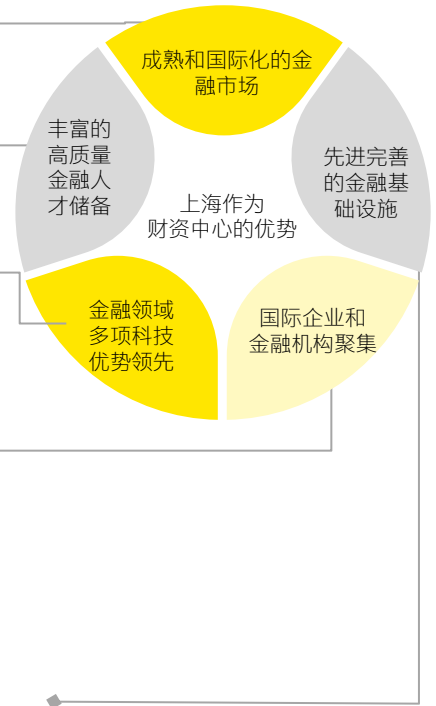 成熟和国际化的金
融市场
丰富的
高质量
金融人
才储备
先进完善
的金融基
础设施
上海作为
财资中心的优势
金融领域
多项科技
优势领先
国际企业和
金融机构聚集